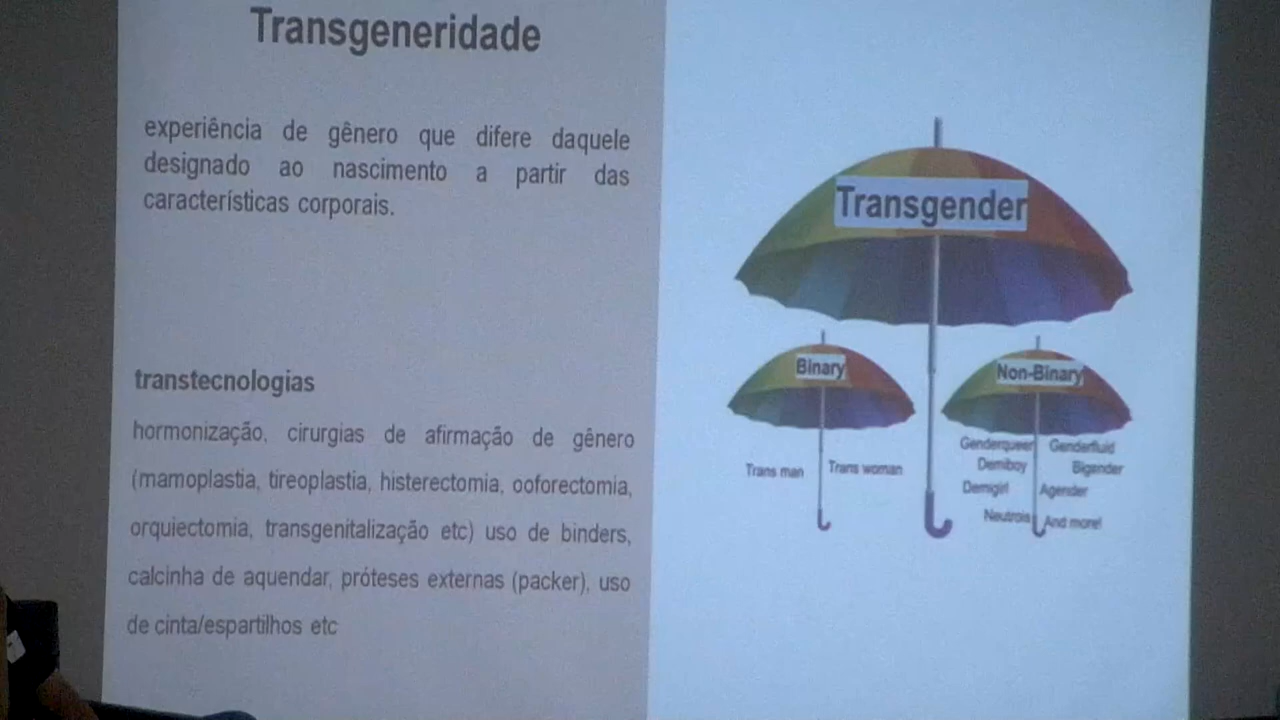 Transgeneridade
experiência de gênero que difere daquele
designado ao nascimento a partir das
características corporais.
transtecnologias
hormonização, cirurgias de afirmação de gênero
(mamoplastia, tireoplastia, histerectomia, ooforectomia,
orquiectomia, transgenitalização etc) uso de binders,
calcinha de aquendar, próteses externas (packer), uso
de cinta/espartilhos etc
Transgender
Binary
Trans man
Trans woman
Non-Binary
Genderqueer Genderfluid
Demiboy Bigender
Demigirl Agender
Neutrois And more!